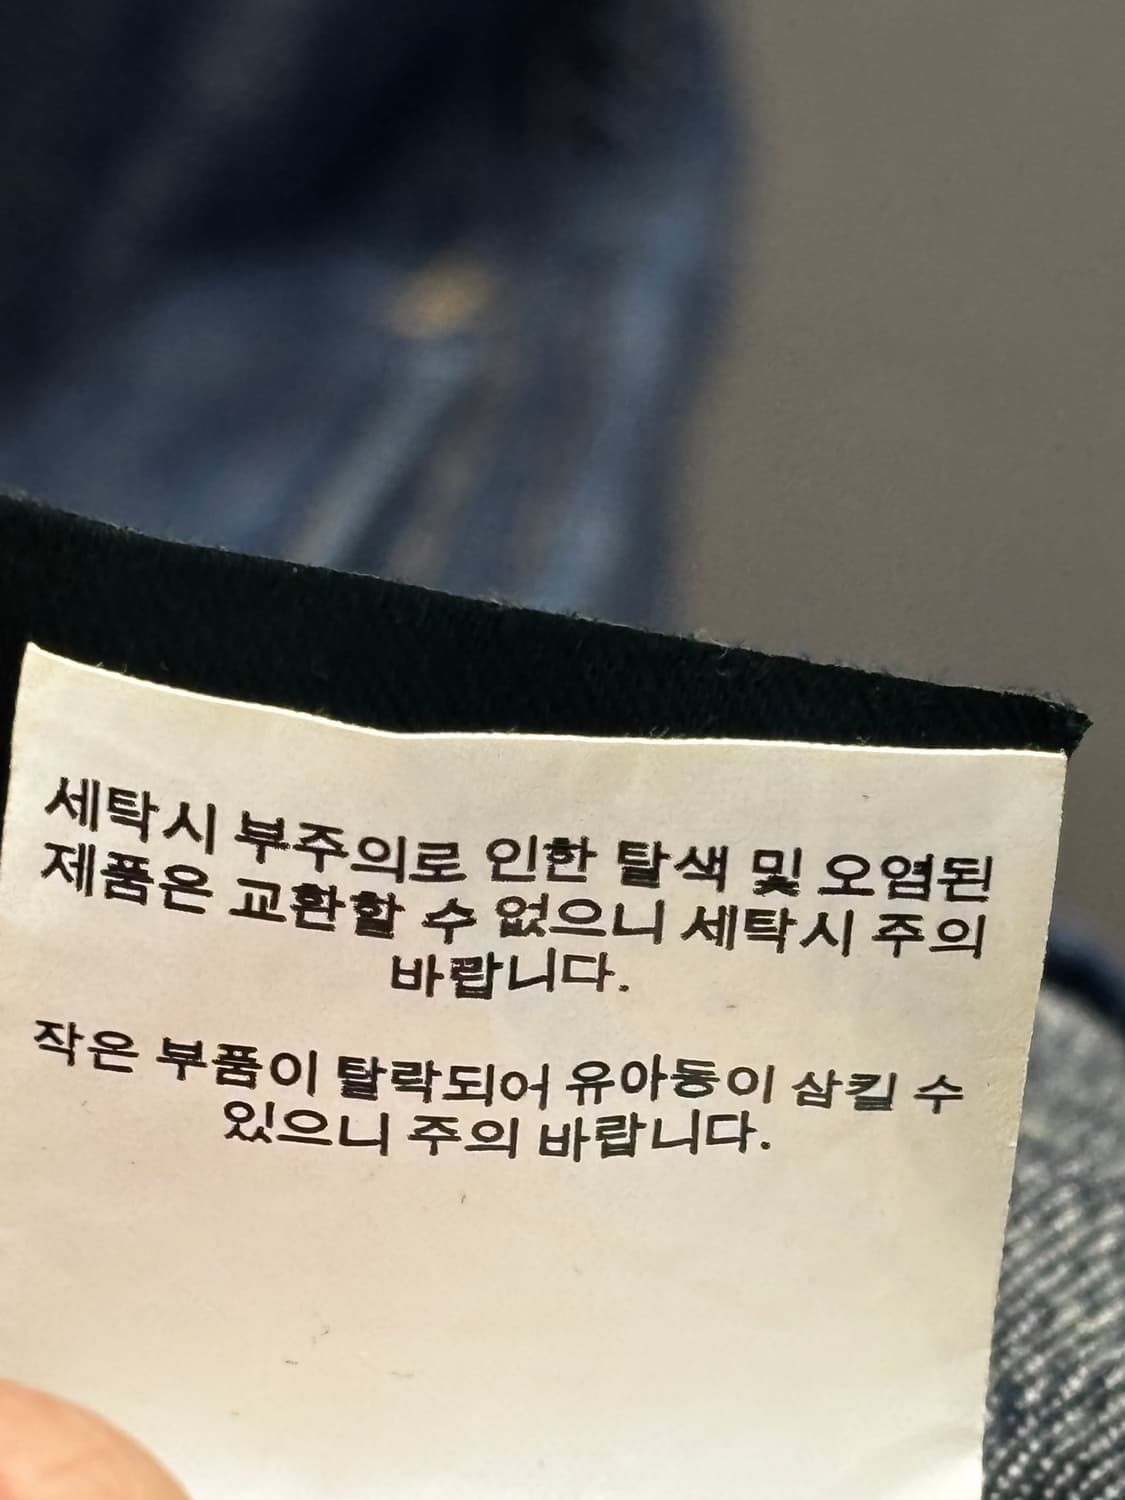 세탁시 부주의로 인한 탈색 및 오염된
제품은 교환할 수 없으니 세탁시 주의
바랍니다.
작은 부품이 탈락되어 유아동이 삼킬 수
있으니 주의 바랍니다.